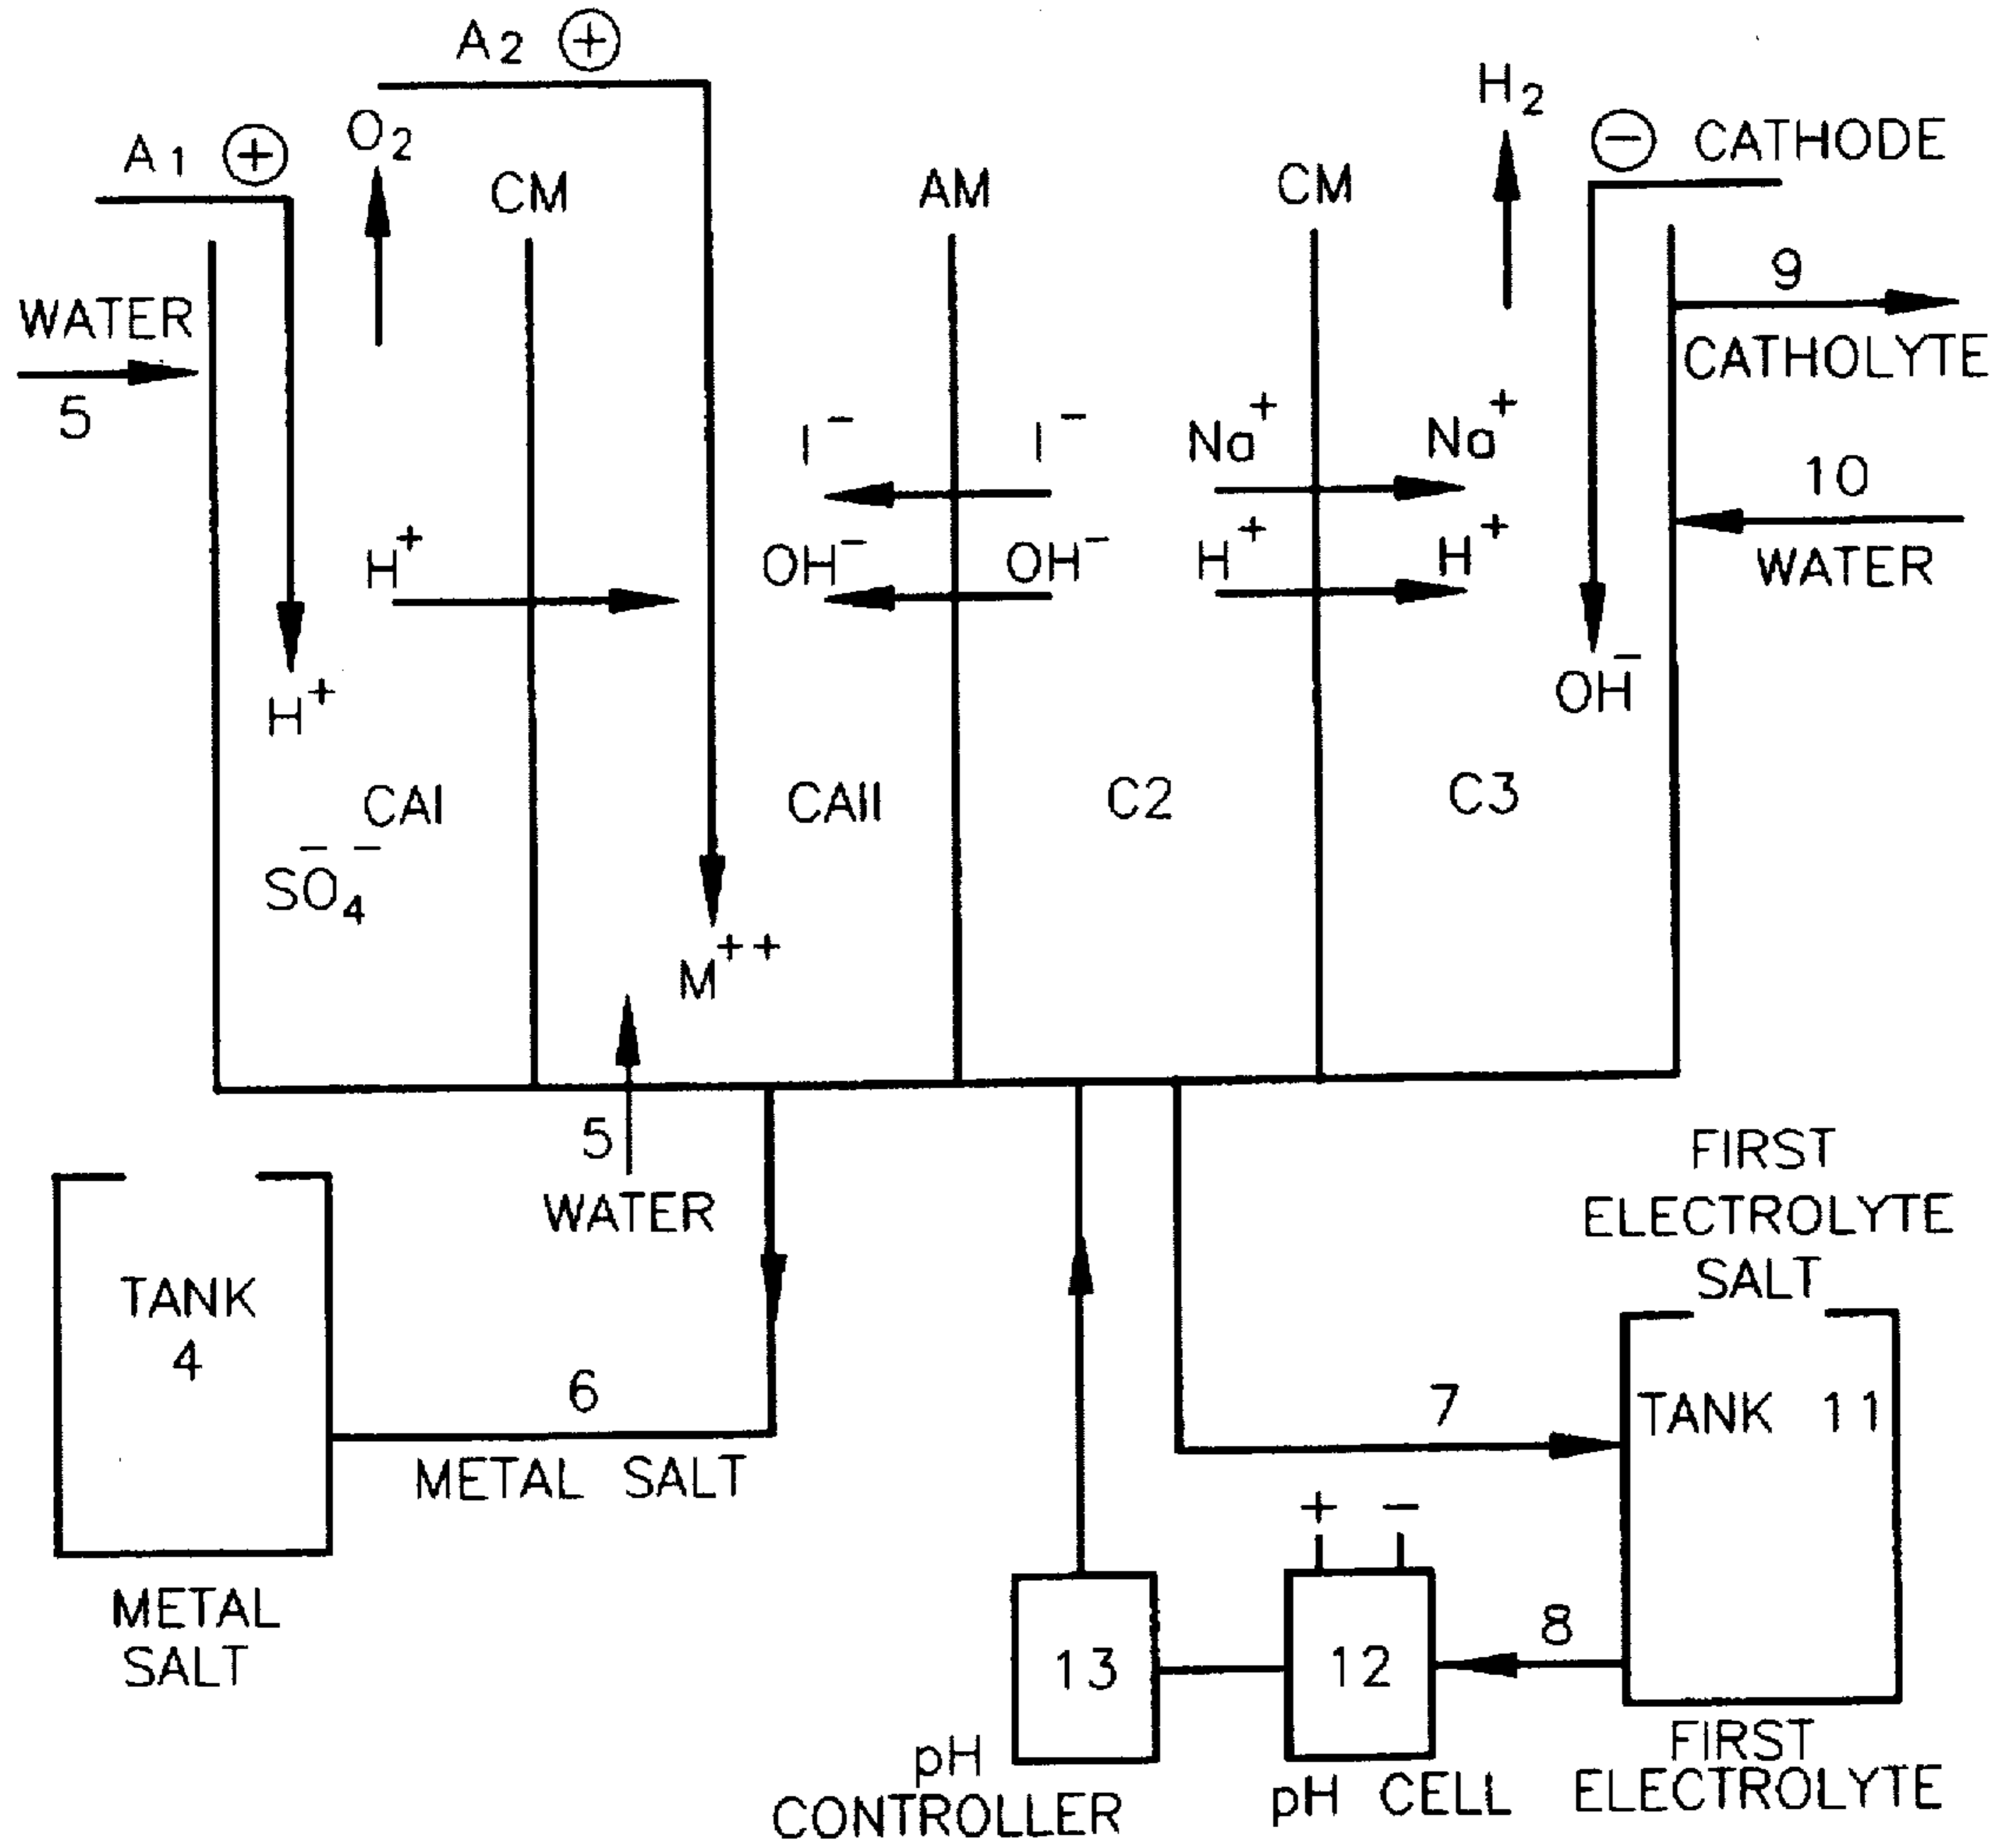 A₂ ⊕
H₂
O₂
A₁ ⊕
⊖ CATHODE
CM
AM
CM
9
WATER
CATHOLYTE
5
I⁻
I⁻
Na⁺
Na⁺
10
H⁺
OH⁻
OH⁻
H⁺
H⁺
WATER
H⁺
OH⁻
CAI
CAII
C2
C3
SO₄⁻⁻
M⁺⁺
5
WATER
FIRST
ELECTROLYTE
SALT
TANK
4
6
METAL SALT
7
TANK 11
+ −
8
METAL
SALT
13
12
pH
CONTROLLER
pH CELL
FIRST
ELECTROLYTE